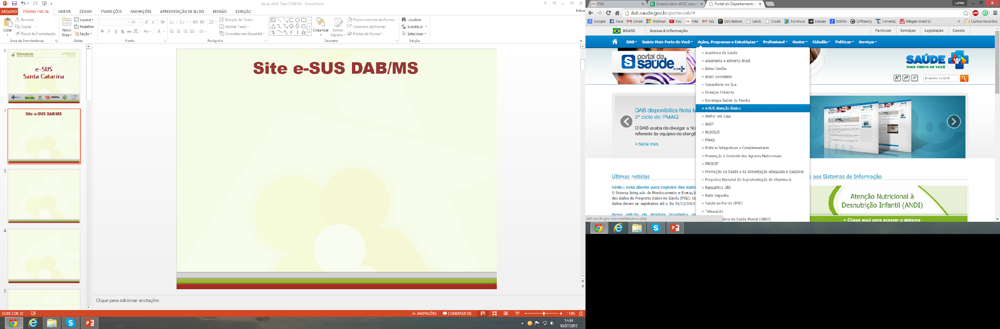 Apres eSUS Tele COSEMS - PowerPoint
ARQUIVO PÁGINA INICIAL INSERIR DESIGN TRANSIÇÕES ANIMAÇÕES APRESENTAÇÃO DE SLIDES REVISÃO EXIBIÇÃO Entrar
Colar
Recortar
Copiar
Pincel de Formatação
Área de Transferência
Novo Slide
Layout
Redefinir
Seção
Slides
36
N I S S abc AV Aa A
Fonte
Direção do Texto
Alinhar Texto
Converter em SmartArt
Parágrafo
Organizar
Estilos Rápidos
Preenchimento da Forma
Contorno da Forma
Efeitos de Forma
Desenho
Localizar
Substituir
Selecionar
Edição
1
Telessaúde
Santa Catarina
e-SUS
Santa Catarina
BRASIL
2
Site e-SUS DAB/MS
3
4
5
Site e-SUS DAB/MS
Clique para adicionar anotações
SLIDE 2 DE 22 ANOTAÇÕES COMENTÁRIOS 110%
14:54
10/07/2015
PAE Questionário eSUS (respo Portal do Departamento d Carlos
dab.saude.gov.br/portaldab/#
Google Face Gmail Hotmail You PAE MES SES/Admin SAGE SISAB FormSus Deezer trill.fm Offliberty TorrentZ MegaFilmesHD » Outros favoritos
BRASIL Acesso à informação Participe Serviços Legislação Canais
DAB Saúde Mais Perto de Você Ações, Programas e Estratégias Profissional Gestor Cidadão Políticas Serviços
portal da saúde SUS
SAÚDE
MAIS PERTO DE VOCÊ
A+ A= A-
Encontre no DAB
» Academia da Saúde
» Amamenta e Alimenta Brasil
» Bolsa Família
» Brasil Sorridente
» Consultório na Rua
» Doenças Crônicas
» Estratégia Saúde da Família
» e-SUS Atenção Básica
» Melhor em Casa
» NASF
» NutriSUS
» PMAQ
» Práticas Integrativas e Complementares
» Prevenção e Controle dos Agravos Nutricionais
» PROESF
» Promoção da Saúde e da Alimentação Adequada e Saudável
» Programa Nacional de Suplementação de Vitamina A
» Requalifica UBS
» Rede Cegonha
» Saúde na Escola (PSE)
» Telessaúde
ásica de Saúde Fluvial (UBSF)
DAB disponibiliza Nota M
2º ciclo do PMAQ
O DAB acaba de divulgar a No
referente às equipes de atenç
» Saiba mais
Últimas notícias
SIMEC está aberto para registro dos dado
O Sistema Integrado de Monitoramento e Execuçã
dos dados do Programa Saúde na Escola (PSE). Co
dados devem ser registrados até o dia 30/11/2015.
Nova edição da Revista Brasileira de
o aos Sistemas de Informação
Atenção Nutricional à
Desnutrição Infantil (ANDI)
» Clique aqui para acessar o sistema
dab.saude.gov.br/portaldab/esus.php